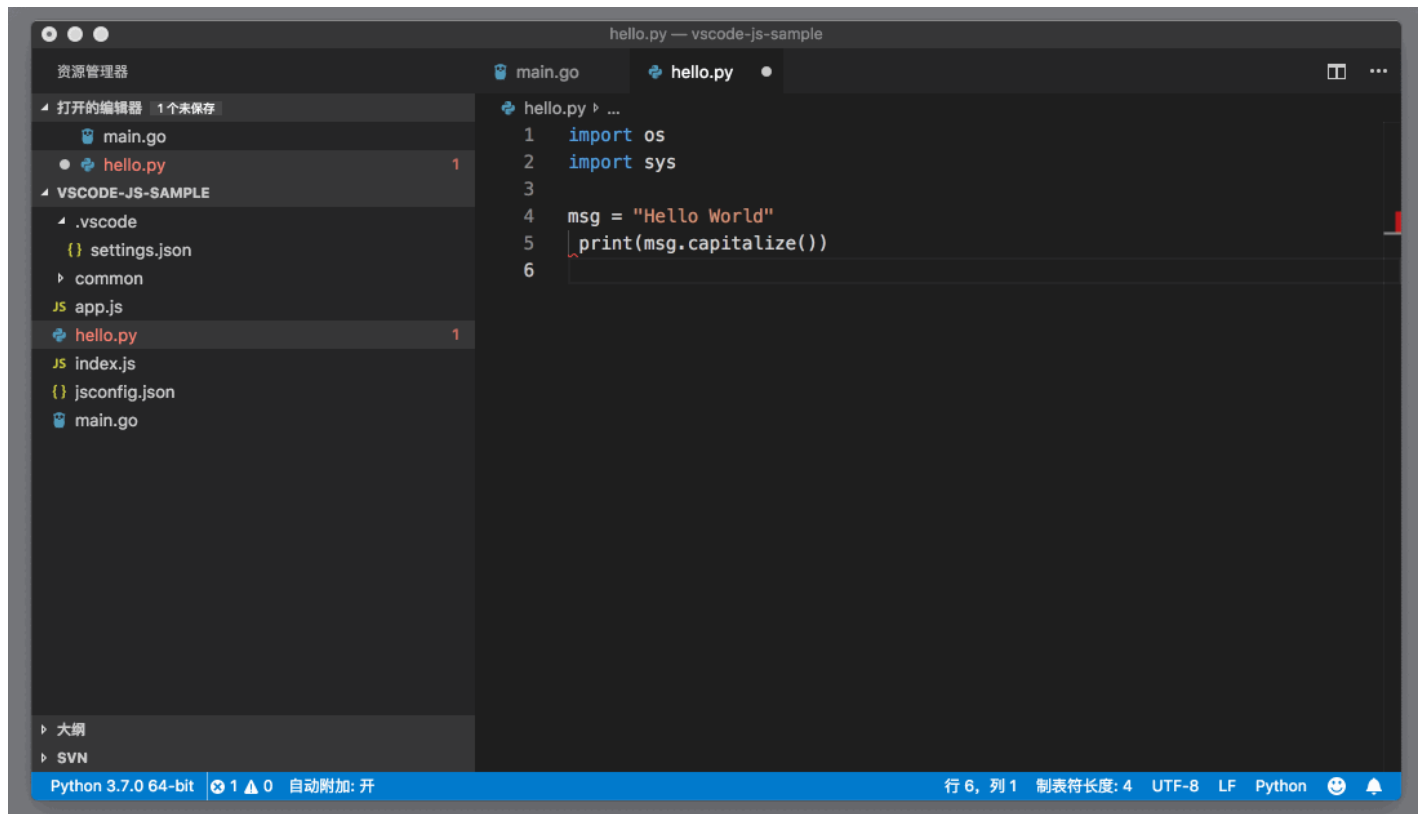 hello.py — vscode-js-sample
资源管理器
打开的编辑器 1 个未保存
main.go
hello.py 1
VSCODE-JS-SAMPLE
.vscode
{} settings.json
common
JS app.js
hello.py 1
JS index.js
{} jsconfig.json
main.go
大纲
SVN
main.go hello.py
hello.py ...
1 import os
2 import sys
3
4 msg = "Hello World"
5 print(msg.capitalize())
6
Python 3.7.0 64-bit 1 0 自动附加: 开 行 6，列 1 制表符长度: 4 UTF-8 LF Python